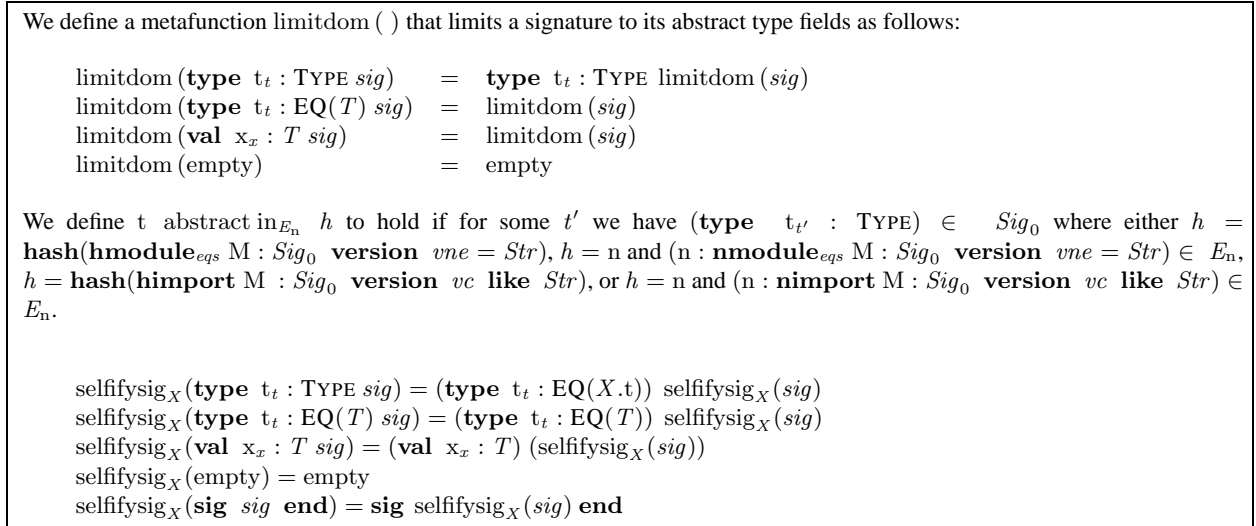 We define a metafunction limitdom ( ) that limits a signature to its abstract type fields as follows:
limitdom (type t_t : TYPE sig) = type t_t : TYPE limitdom (sig)
limitdom (type t_t : EQ(T) sig) = limitdom (sig)
limitdom (val x_x : T sig) = limitdom (sig)
limitdom (empty) = empty
We define t abstract in_{E_n} h to hold if for some t′ we have (type t_{t′} : TYPE) ∈ Sig_0 where either h =
hash(hmodule_{eqs} M : Sig_0 version vne = Str), h = n and (n : nmodule_{eqs} M : Sig_0 version vne = Str) ∈ E_n,
h = hash(himport M : Sig_0 version vc like Str), or h = n and (n : nimport M : Sig_0 version vc like Str) ∈
E_n.
selfifysig_X(type t_t : TYPE sig) = (type t_t : EQ(X.t)) selfifysig_X(sig)
selfifysig_X(type t_t : EQ(T) sig) = (type t_t : EQ(T)) selfifysig_X(sig)
selfifysig_X(val x_x : T sig) = (val x_x : T) (selfifysig_X(sig))
selfifysig_X(empty) = empty
selfifysig_X(sig sig end) = sig selfifysig_X(sig) end